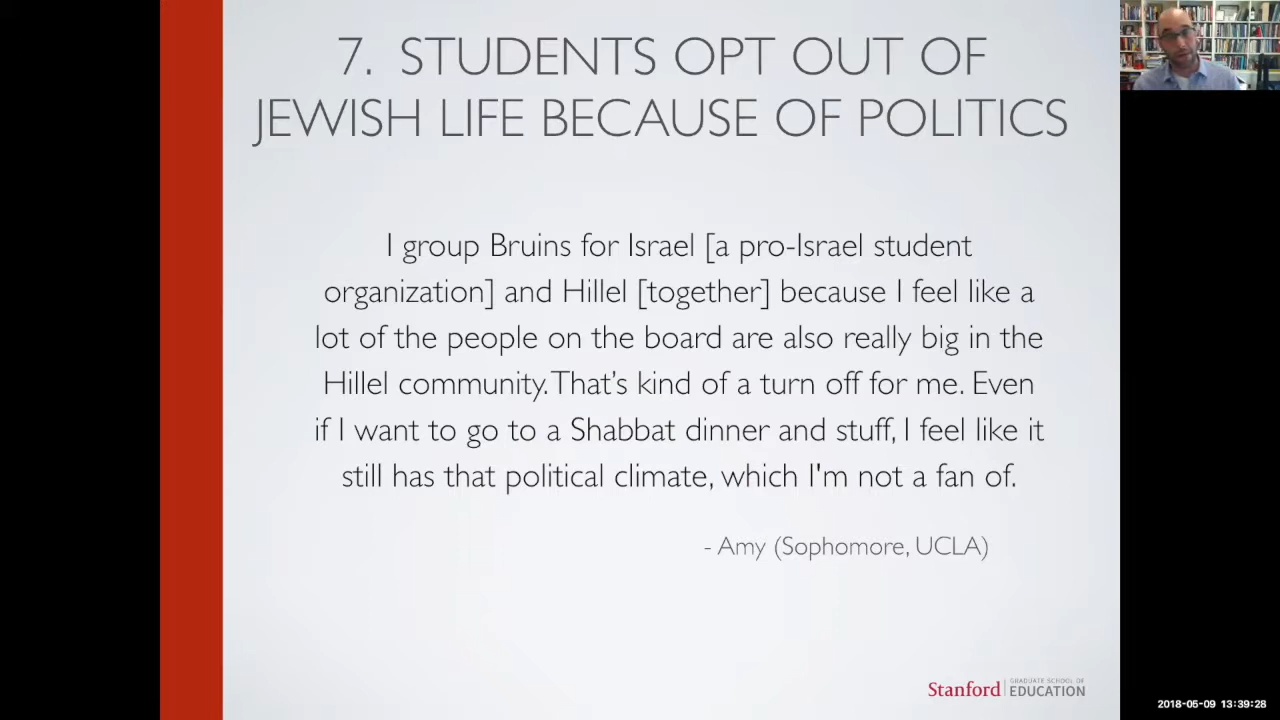 7. STUDENTS OPT OUT OF
JEWISH LIFE BECAUSE OF POLITICS
I group Bruins for Israel [a pro-Israel student
organization] and Hillel [together] because I feel like a
lot of the people on the board are also really big in the
Hillel community. That's kind of a turn off for me. Even
if I want to go to a Shabbat dinner and stuff, I feel like it
still has that political climate, which I'm not a fan of.
- Amy (Sophomore, UCLA)
Stanford | GRADUATE SCHOOL OF
EDUCATION
2018-05-09 13:39:28